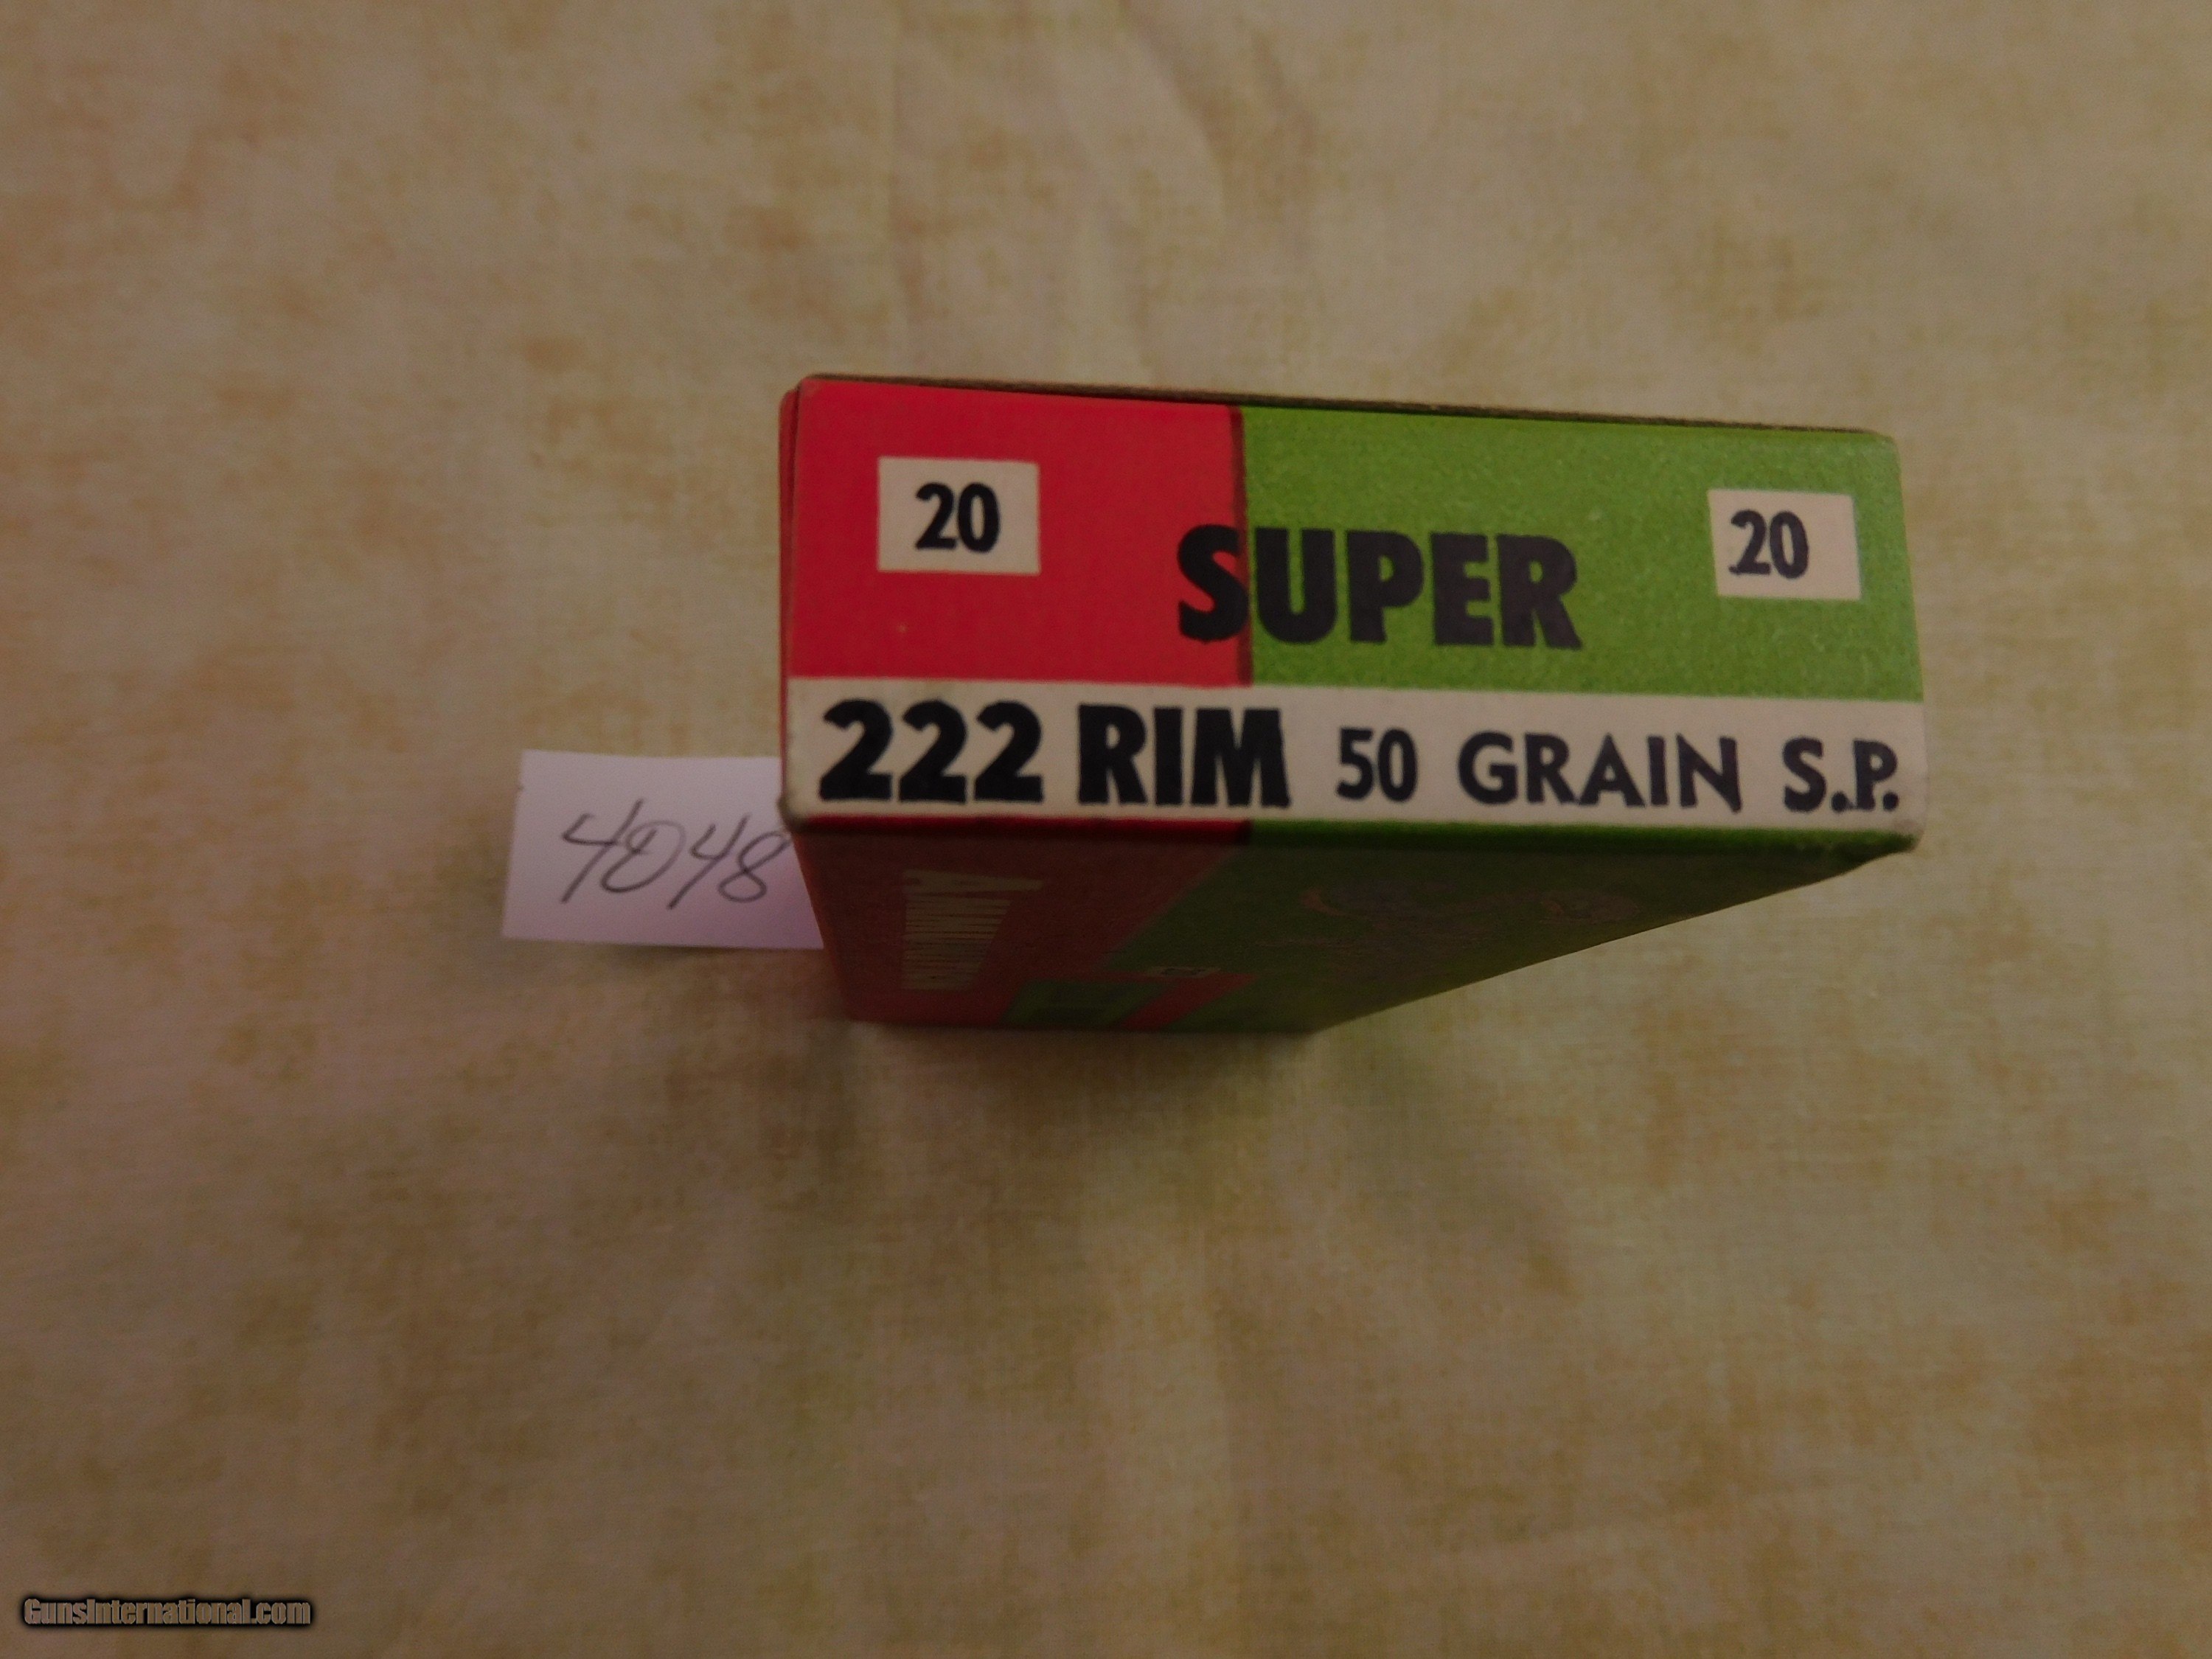 20 20
SUPER
222 RIM 50 GRAIN S.P.
4048
GunsInternational.com